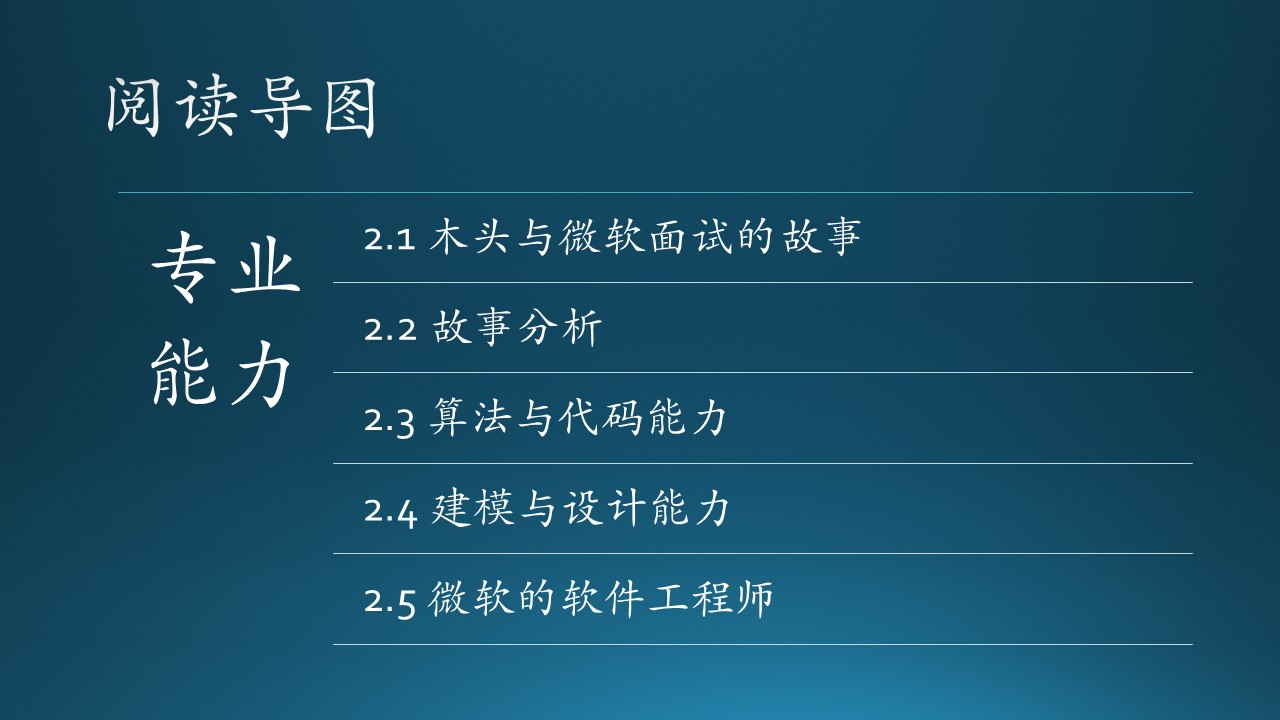 阅读导图
专业
能力
2.1 木头与微软面试的故事
2.2 故事分析
2.3 算法与代码能力
2.4 建模与设计能力
2.5 微软的软件工程师